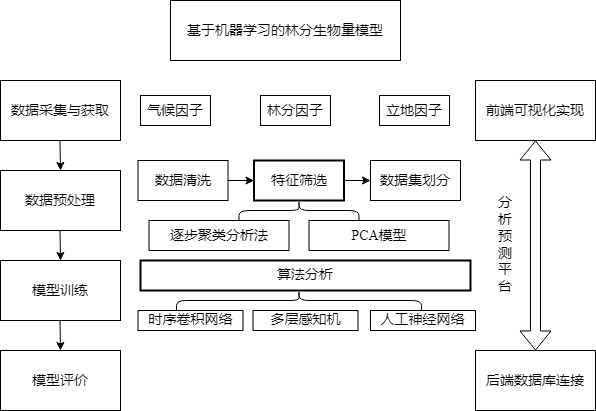 基于机器学习的林分生物量模型
数据采集与获取
气候因子
林分因子
立地因子
前端可视化实现
数据预处理
数据清洗
特征筛选
数据集划分
逐步聚类分析法
PCA模型
分析预测平台
模型训练
算法分析
时序卷积网络
多层感知机
人工神经网络
模型评价
后端数据库连接